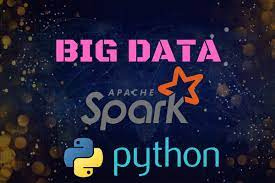 BIG DATA
APACHE
Spark
python